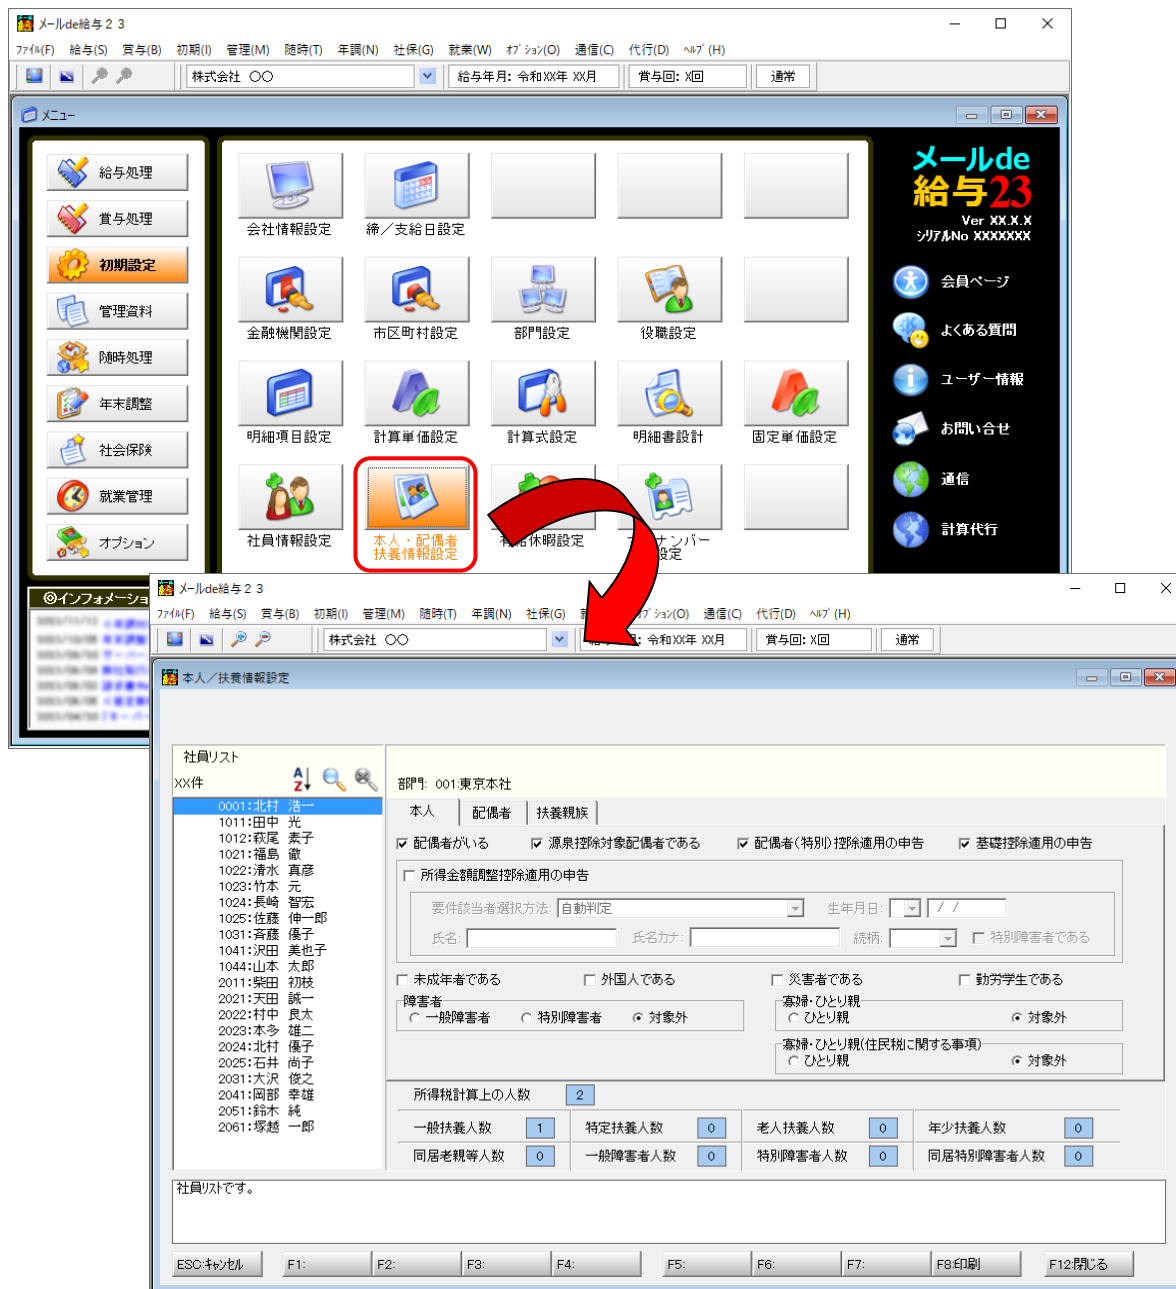 メールde給与２３
ﾌｧｲﾙ(F) 給与(S) 賞与(B) 初期(I) 管理(M) 随時(T) 年調(N) 社保(G) 就業(W) ｵﾌﾟｼｮﾝ(O) 通信(C) 代行(D) ﾍﾙﾌﾟ(H)
株式会社 〇〇 給与年月: 令和XX年 XX月 賞与回: X回 通常
メニュー
給与処理
賞与処理
初期設定
管理資料
随時処理
年末調整
社会保険
就業管理
オプション
会社情報設定 締／支給日設定
金融機関設定 市区町村設定 部門設定 役職設定
明細項目設定 計算単価設定 計算式設定 明細書設計 固定単価設定
社員情報設定 本人・配偶者 休暇設定 ナンバー
扶養情報設定 設定
メールde
給与23
Ver XX.X.X
シリアルNo XXXXXXX
会員ページ
よくある質問
ユーザー情報
お問い合せ
通信
計算代行
◎インフォメーショ
メールde給与２３
ﾌｧｲﾙ(F) 給与(S) 賞与(B) 初期(I) 管理(M) 随時(T) 年調(N) 社保(G) ｼｮﾝ(O) 通信(C) 代行(D) ﾍﾙﾌﾟ(H)
株式会社 〇〇 令和XX年 XX月 賞与回: X回 通常
本人／扶養情報設定
社員リスト
XX件
部門: 001:東京本社
0001:北村 浩一
1011:田中 光
1012:萩尾 素子
1021:福島 徹
1022:清水 真彦
1023:竹本 元
1024:長崎 智宏
1025:佐藤 伸一郎
1031:斉藤 優子
1041:沢田 美也子
1044:山本 太郎
2011:柴田 初枝
2021:天田 誠一
2022:村中 良太
2023:本多 雄二
2024:北村 優子
2025:石井 尚子
2031:大沢 俊之
2041:岡部 幸雄
2051:鈴木 純
2061:塚越 一郎
本人 配偶者 扶養親族
配偶者がいる 源泉控除対象配偶者である 配偶者(特別)控除適用の申告 基礎控除適用の申告
所得金額調整控除適用の申告
要件該当者選択方法: 自動判定 生年月日: / /
氏名: 氏名カナ: 続柄: 特別障害者である
未成年者である 外国人である 災害者である 勤労学生である
障害者 寡婦･ひとり親
一般障害者 特別障害者 対象外 ひとり親 対象外
寡婦･ひとり親(住民税に関する事項)
ひとり親 対象外
所得税計算上の人数 2
一般扶養人数 1 特定扶養人数 0 老人扶養人数 0 年少扶養人数 0
同居老親等人数 0 一般障害者人数 0 特別障害者人数 0 同居特別障害者人数 0
社員ﾘｽﾄです。
ESC:ｷｬﾝｾﾙ F1: F2: F3: F4: F5: F6: F7: F8:印刷 F12:閉じる